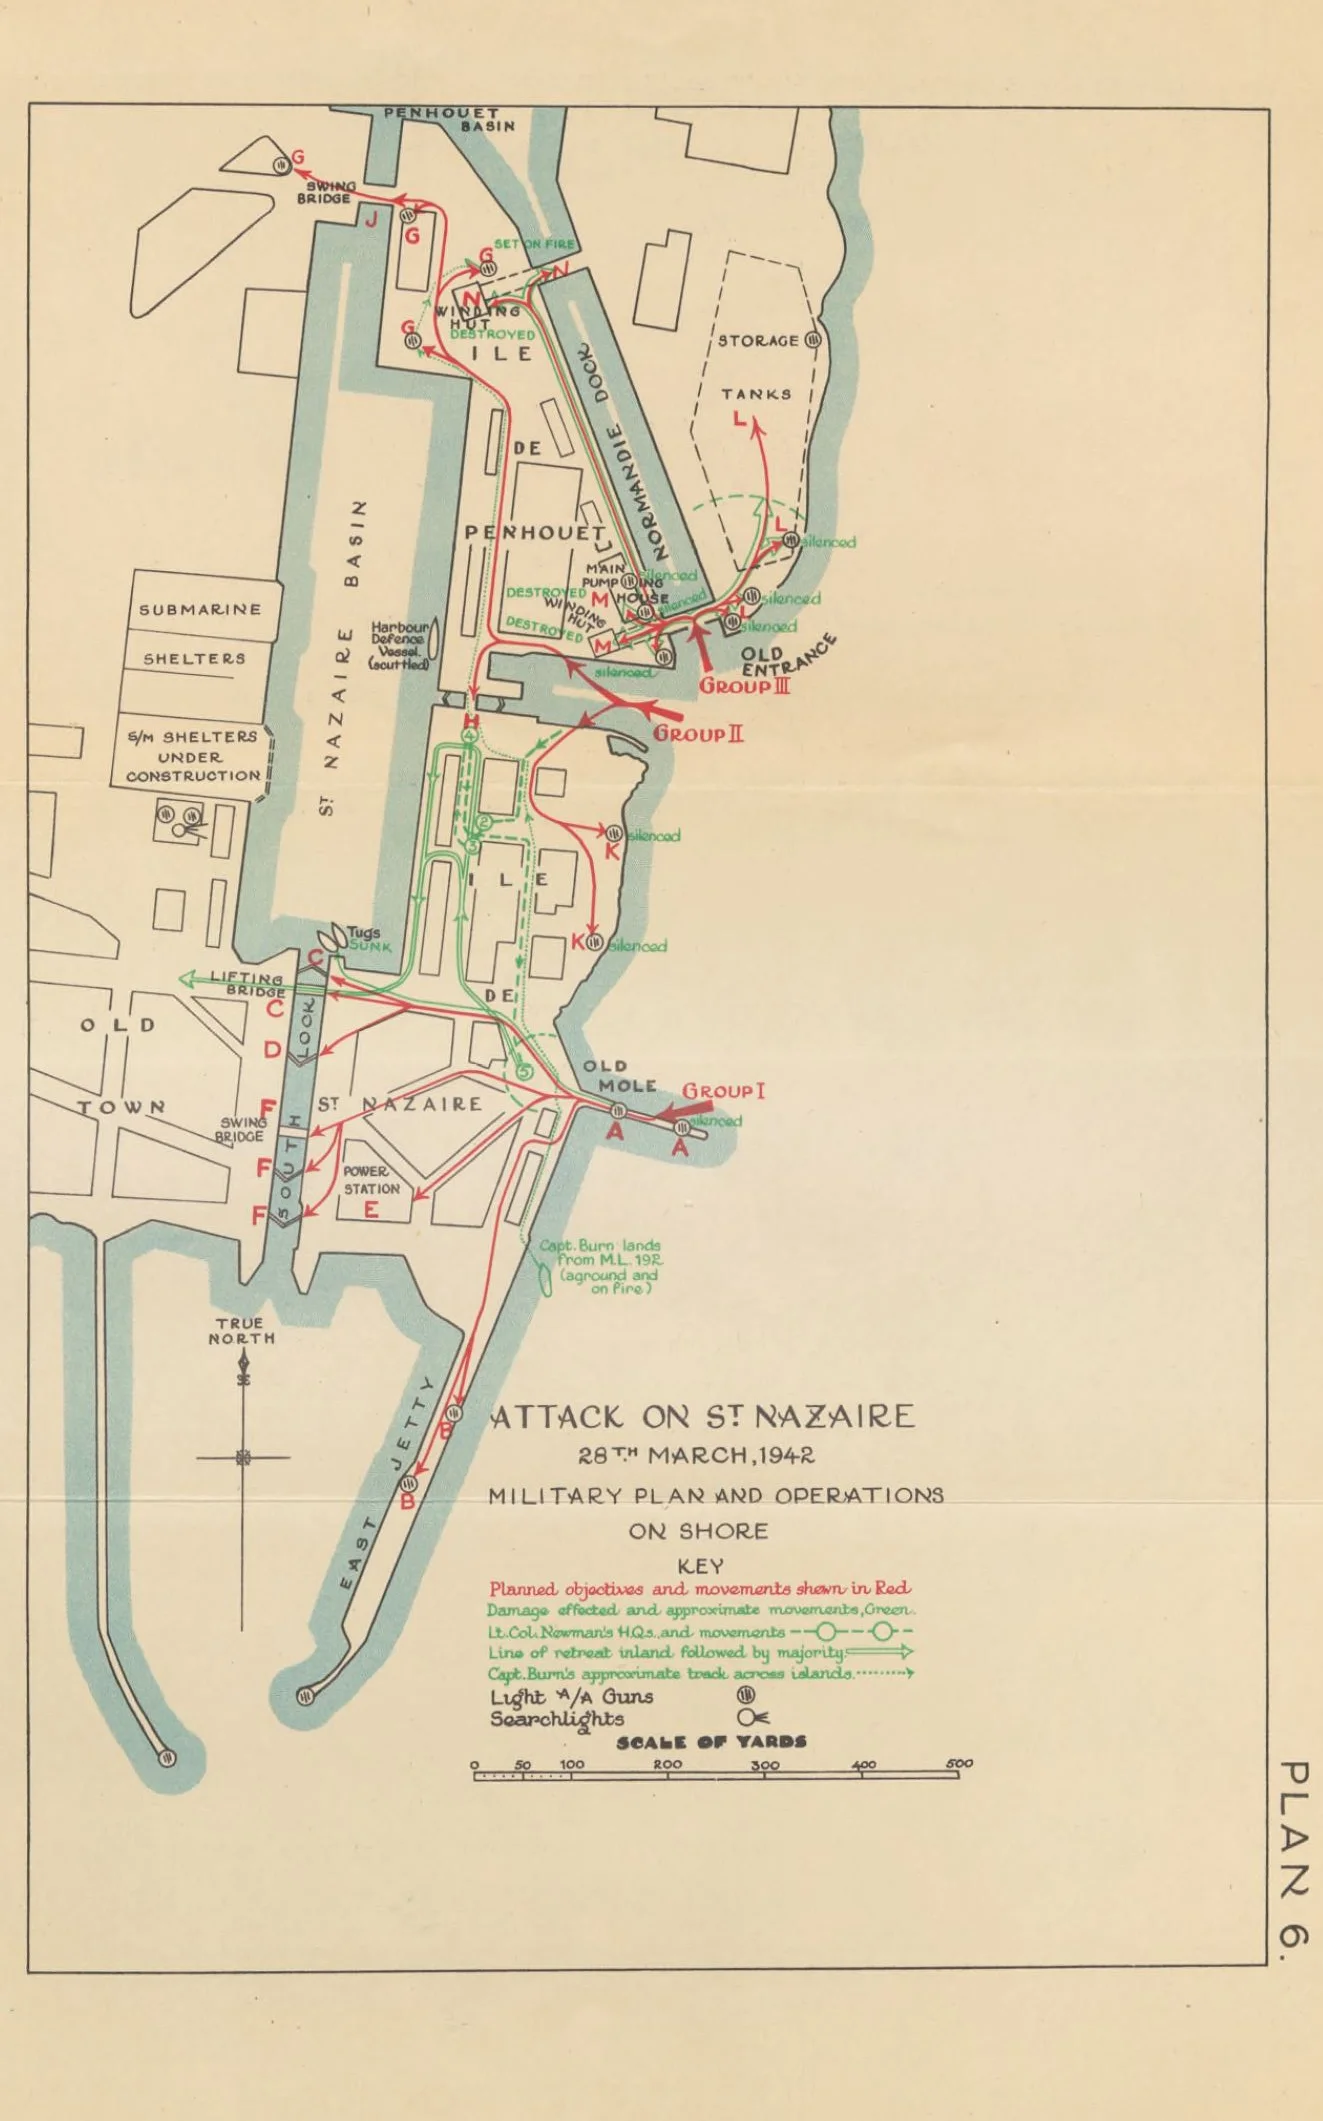 PENHOUET
BASIN
G
SWING
BRIDGE
J
G
G
SET ON FIRE
N
N
WINDING
HUT
DESTROYED
G
ILE
STORAGE
TANKS
L
NORMANDIE DOCK
DE
PENHOUET
ST NAZAIRE BASIN
L
silenced
MAIN
PUMPING
HOUSE
silenced
DESTROYED
M
WINDING
HUT
silenced
DESTROYED
M
silenced
L
silenced
silenced
OLD
ENTRANCE
GROUP III
GROUP II
SUBMARINE
SHELTERS
S/M SHELTERS
UNDER
CONSTRUCTION
Harbour
Defence
Vessel.
(scuttled)
H
4
2
3
silenced
K
ILE
K
silenced
Tugs
SUNK
C
LIFTING
BRIDGE
C
DE
OLD
TOWN
D
SOUTH LOCK
5
OLD
MOLE
GROUP I
silenced
A
A
F
ST NAZAIRE
SWING
BRIDGE
F
POWER
STATION
E
F
Capt. Burn lands
from M.L. 192
(aground and
on fire)
TRUE
NORTH
EAST JETTY
B
B
ATTACK ON ST NAZAIRE
28TH MARCH, 1942
MILITARY PLAN AND OPERATIONS
ON SHORE
KEY
Planned objectives and movements shewn in Red
Damage effected and approximate movements, Green.
Lt. Col. Newman's H.Qs. and movements
Line of retreat inland followed by majority
Capt. Burn's approximate track across islands.
Light A/A Guns
Searchlights
SCALE OF YARDS
0 50 100 200 300 400 500
PLAN 6.